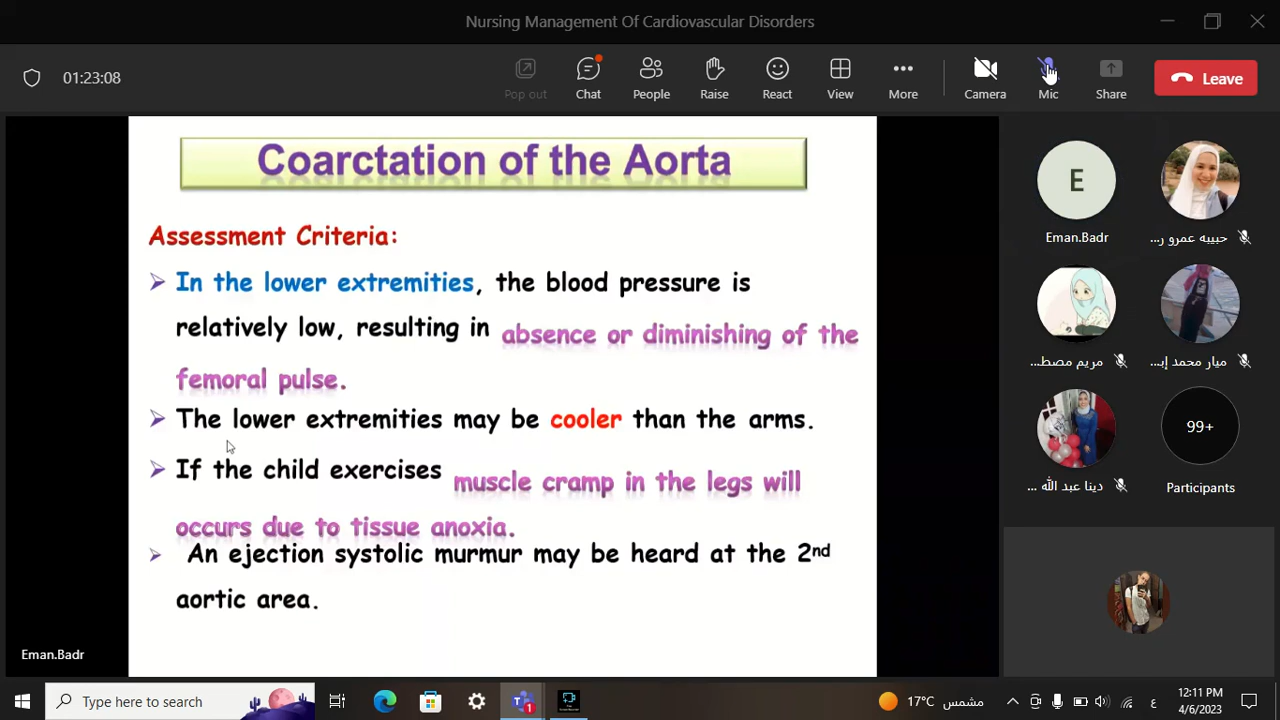 Nursing Management Of Cardiovascular Disorders
01:23:08
Pop out
Chat
People
Raise
React
View
More
Camera
Mic
Share
Leave
Coarctation of the Aorta
Assessment Criteria:
In the lower extremities, the blood pressure is
relatively low, resulting in absence or diminishing of the
femoral pulse.
The lower extremities may be cooler than the arms.
If the child exercises muscle cramp in the legs will
occurs due to tissue anoxia.
An ejection systolic murmur may be heard at the 2nd
aortic area.
Eman.Badr
E
Eman.Badr
حبيبه عمرو ر...
مريم مصط...
ميار محمد إب...
دينا عبد الله ...
99+
Participants
Type here to search
1
17°C مشمس
ع
12:11 PM
4/6/2023